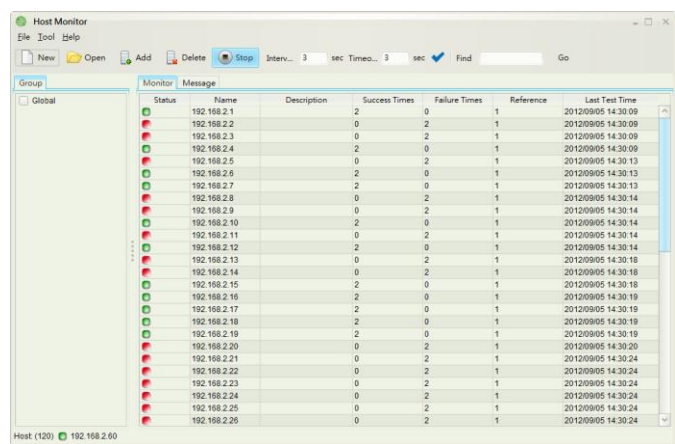 Host Monitor
File Tool Help
New Open Add Delete Stop Interv... 3 sec Timeo... 3 sec Find Go
Group Monitor Message
Global
Status Name Description Success Times Failure Times Reference Last Test Time
192.168.2.1 2 0 1 2012/09/05 14:30:09
192.168.2.2 0 2 1 2012/09/05 14:30:09
192.168.2.3 0 2 1 2012/09/05 14:30:09
192.168.2.4 2 0 1 2012/09/05 14:30:09
192.168.2.5 0 2 1 2012/09/05 14:30:13
192.168.2.6 2 0 1 2012/09/05 14:30:13
192.168.2.7 2 0 1 2012/09/05 14:30:13
192.168.2.8 0 2 1 2012/09/05 14:30:14
192.168.2.9 0 2 1 2012/09/05 14:30:14
192.168.2.10 2 0 1 2012/09/05 14:30:14
192.168.2.11 0 2 1 2012/09/05 14:30:14
192.168.2.12 2 0 1 2012/09/05 14:30:14
192.168.2.13 0 2 1 2012/09/05 14:30:18
192.168.2.14 0 2 1 2012/09/05 14:30:18
192.168.2.15 2 0 1 2012/09/05 14:30:18
192.168.2.16 2 0 1 2012/09/05 14:30:19
192.168.2.17 2 0 1 2012/09/05 14:30:19
192.168.2.18 2 0 1 2012/09/05 14:30:19
192.168.2.19 2 0 1 2012/09/05 14:30:19
192.168.2.20 0 2 1 2012/09/05 14:30:20
192.168.2.21 0 2 1 2012/09/05 14:30:24
192.168.2.22 0 2 1 2012/09/05 14:30:24
192.168.2.23 0 2 1 2012/09/05 14:30:24
192.168.2.24 0 2 1 2012/09/05 14:30:24
192.168.2.25 0 2 1 2012/09/05 14:30:24
192.168.2.26 0 2 1 2012/09/05 14:30:24
Host: (120) 192.168.2.60